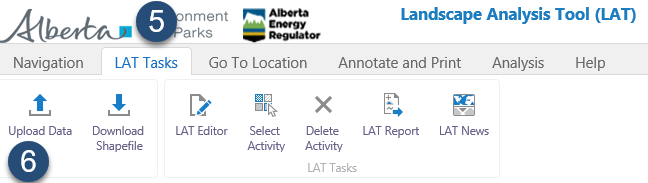 Alberta 5 ronment Parks
Alberta Energy Regulator
Landscape Analysis Tool (LAT)
Navigation LAT Tasks Go To Location Annotate and Print Analysis Help
Upload Data Download Shapefile LAT Editor Select Activity Delete Activity LAT Report LAT News
6 LAT Tasks